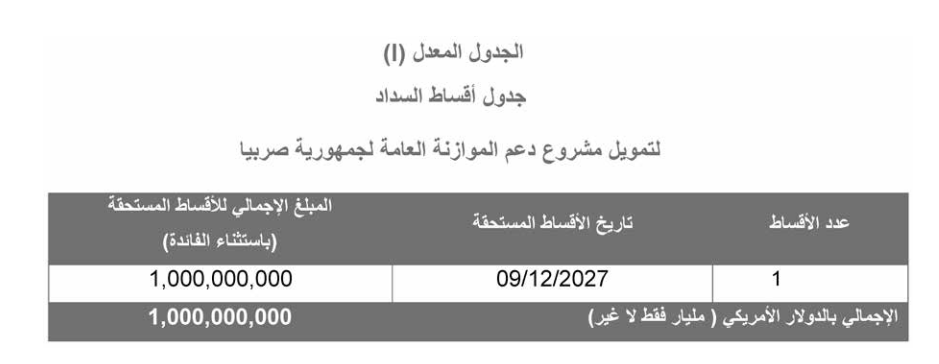 الجدول المعدل (I)
جدول أقساط السداد
لتمويل مشروع دعم الموازنة العامة لجمهورية صربيا
عدد الأقساط
تاريخ الأقساط المستحقة
المبلغ الإجمالي للأقساط المستحقة
(باستثناء الفائدة)
1
09/12/2027
1,000,000,000
الإجمالي بالدولار الأمريكي ( مليار فقط لا غير)
1,000,000,000